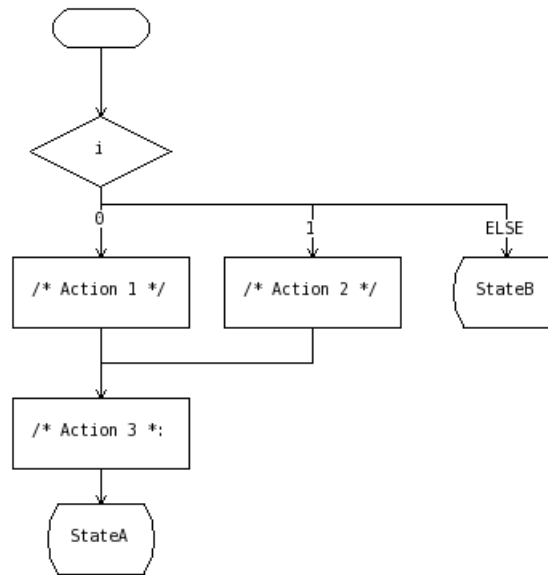 i
0
1
ELSE
/* Action 1 */
/* Action 2 */
StateB
/* Action 3 *:
StateA